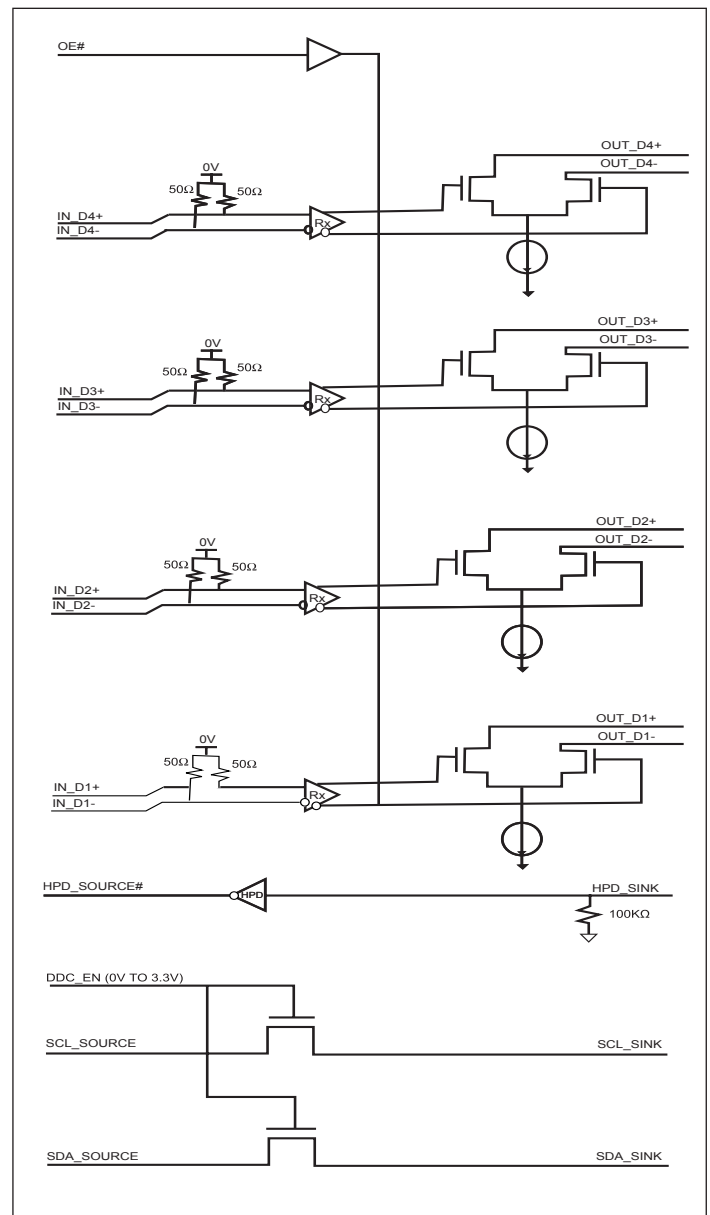 OE#
OUT_D4+
0V
OUT_D4-
50Ω 50Ω
IN_D4+
Rx
IN_D4-
OUT_D3+
0V
OUT_D3-
50Ω 50Ω
IN_D3+
Rx
IN_D3-
OUT_D2+
0V
OUT_D2-
50Ω 50Ω
IN_D2+
Rx
IN_D2-
OUT_D1+
0V
OUT_D1-
50Ω 50Ω
IN_D1+
Rx
IN_D1-
HPD_SOURCE# HPD HPD_SINK
100KΩ
DDC_EN (0V TO 3.3V)
SCL_SOURCE SCL_SINK
SDA_SOURCE SDA_SINK